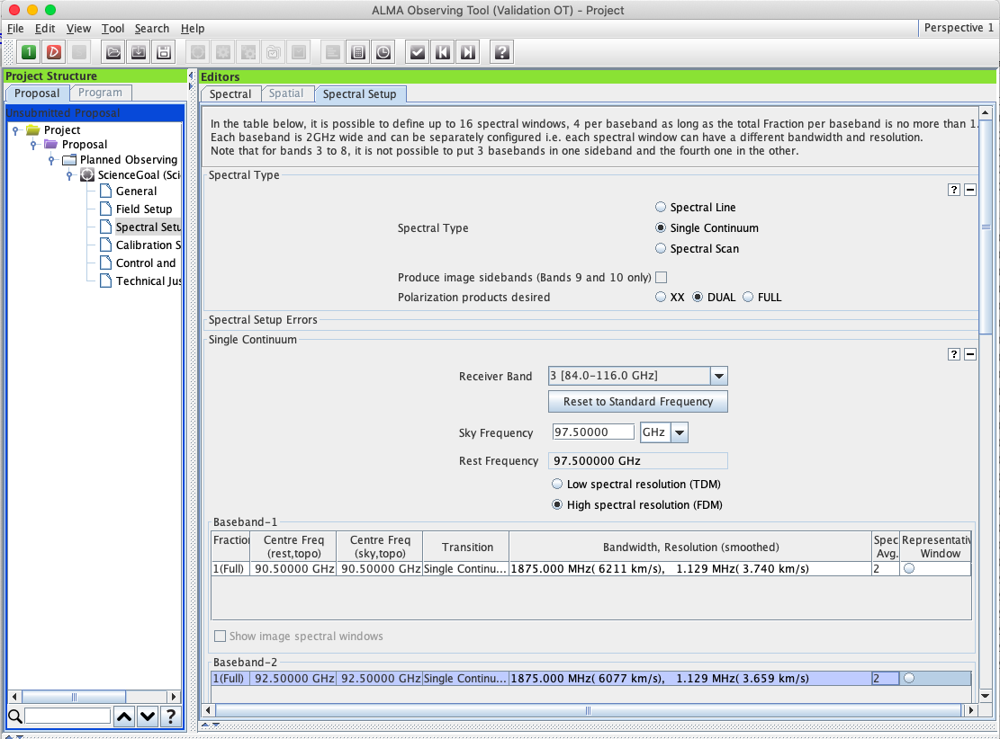 ALMA Observing Tool (Validation OT) - Project
File Edit View Tool Search Help
Perspective 1
Project Structure
Proposal Program
Unsubmitted Proposal
Project
Proposal
Planned Observing
ScienceGoal (Sci
General
Field Setup
Spectral Setu
Calibration S
Control and
Technical Jus
Editors
Spectral Spatial Spectral Setup
In the table below, it is possible to define up to 16 spectral windows, 4 per baseband as long as the total Fraction per baseband is no more than 1.
Each baseband is 2GHz wide and can be separately configured i.e. each spectral window can have a different bandwidth and resolution.
Note that for bands 3 to 8, it is not possible to put 3 basebands in one sideband and the fourth one in the other.
Spectral Type
? −
Spectral Type
Spectral Line
Single Continuum
Spectral Scan
Produce image sidebands (Bands 9 and 10 only)
Polarization products desired XX DUAL FULL
Spectral Setup Errors
Single Continuum
? −
Receiver Band 3 [84.0-116.0 GHz]
Reset to Standard Frequency
Sky Frequency 97.50000 GHz
Rest Frequency 97.500000 GHz
Low spectral resolution (TDM)
High spectral resolution (FDM)
Baseband-1
Fraction Centre Freq (rest,topo) Centre Freq (sky,topo) Transition Bandwidth, Resolution (smoothed) Spec Avg. Representativ Window
1(Full) 90.50000 GHz 90.50000 GHz Single Continu... 1875.000 MHz( 6211 km/s), 1.129 MHz( 3.740 km/s) 2
Show image spectral windows
Baseband-2
1(Full) 92.50000 GHz 92.50000 GHz Single Continu... 1875.000 MHz( 6077 km/s), 1.129 MHz( 3.659 km/s) 2
?